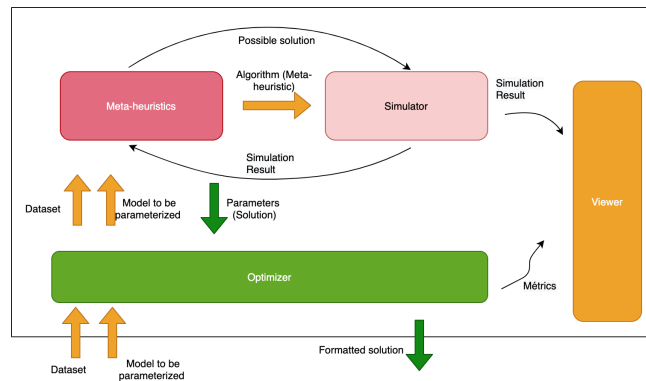 Possible solution
Meta-heuristics
Algorithm (Meta-
heuristic)
Simulator
Simulation
Result
Simulation
Result
Dataset
Model to be
parameterized
Parameters
(Solution)
Viewer
Optimizer
Métrics
Dataset
Model to be
parameterized
Formatted solution